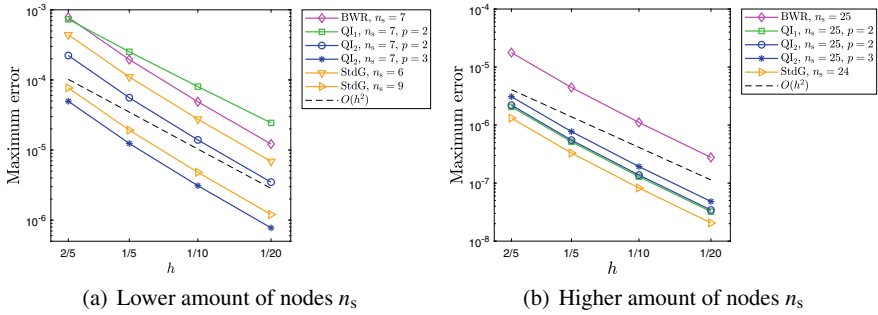 10^-3
10^-4
10^-5
10^-6
Maximum error
2/5 1/5 1/10 1/20
h
BWR, n_s = 7
QI_1, n_s = 7, p = 2
QI_2, n_s = 7, p = 2
QI_2, n_s = 7, p = 3
StdG, n_s = 6
StdG, n_s = 9
O(h^2)
(a) Lower amount of nodes n_s
10^-4
10^-5
10^-6
10^-7
10^-8
Maximum error
2/5 1/5 1/10 1/20
h
BWR, n_s = 25
QI_1, n_s = 25, p = 2
QI_2, n_s = 25, p = 2
QI_2, n_s = 25, p = 3
StdG, n_s = 24
O(h^2)
(b) Higher amount of nodes n_s